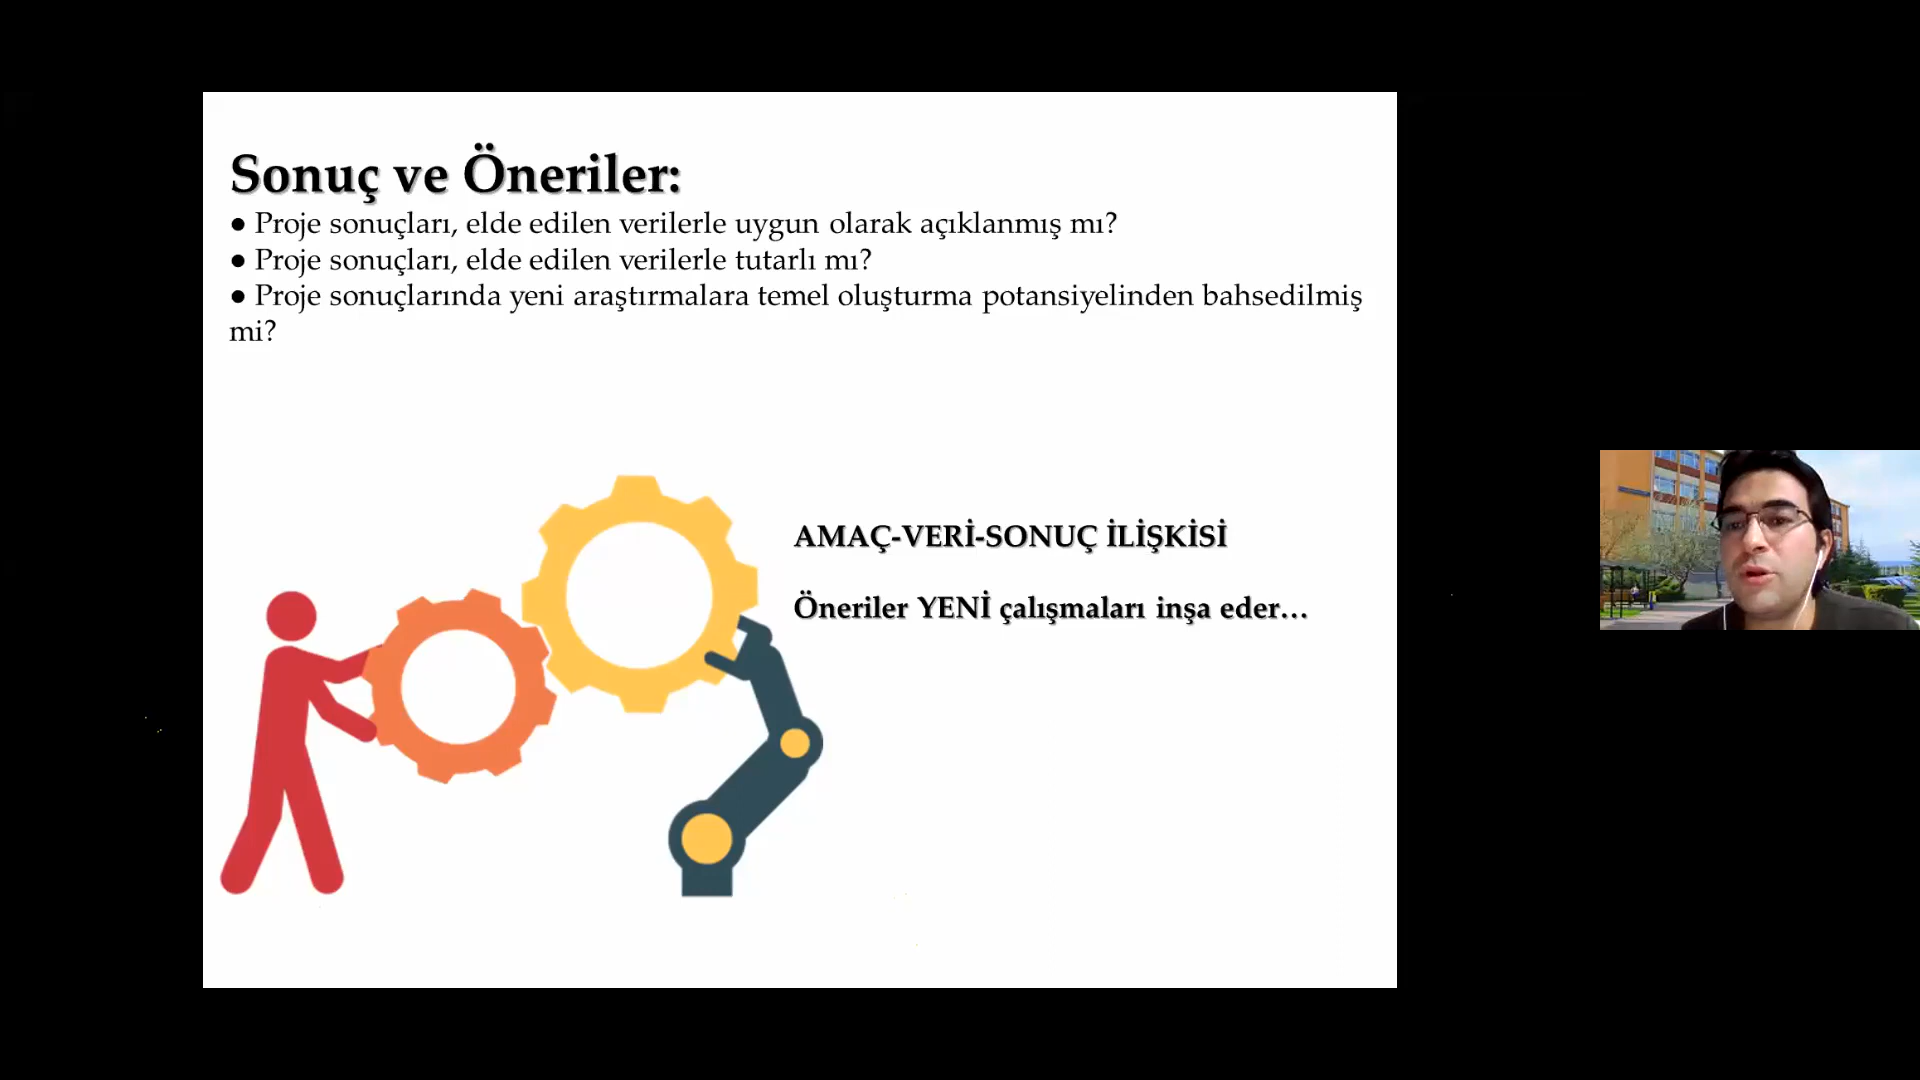 Sonuç ve Öneriler:
● Proje sonuçları, elde edilen verilerle uygun olarak açıklanmış mı?
● Proje sonuçları, elde edilen verilerle tutarlı mı?
● Proje sonuçlarında yeni araştırmalara temel oluşturma potansiyelinden bahsedilmiş
mi?
AMAÇ-VERİ-SONUÇ İLİŞKİSİ
Öneriler YENİ çalışmaları inşa eder…